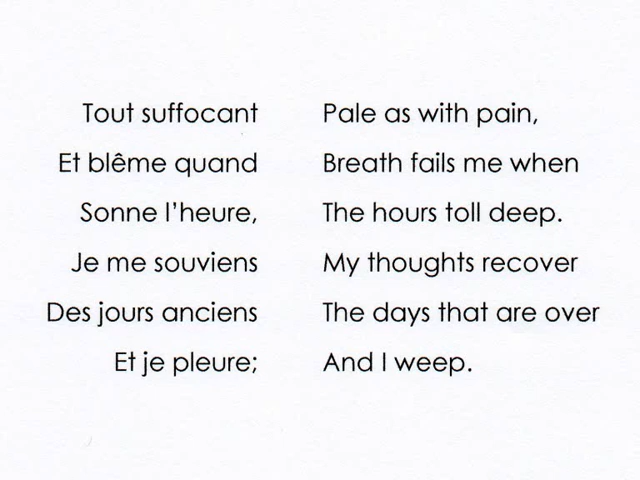 Tout suffocant
Et blême quand
Sonne l'heure,
Je me souviens
Des jours anciens
Et je pleure;
Pale as with pain,
Breath fails me when
The hours toll deep.
My thoughts recover
The days that are over
And I weep.